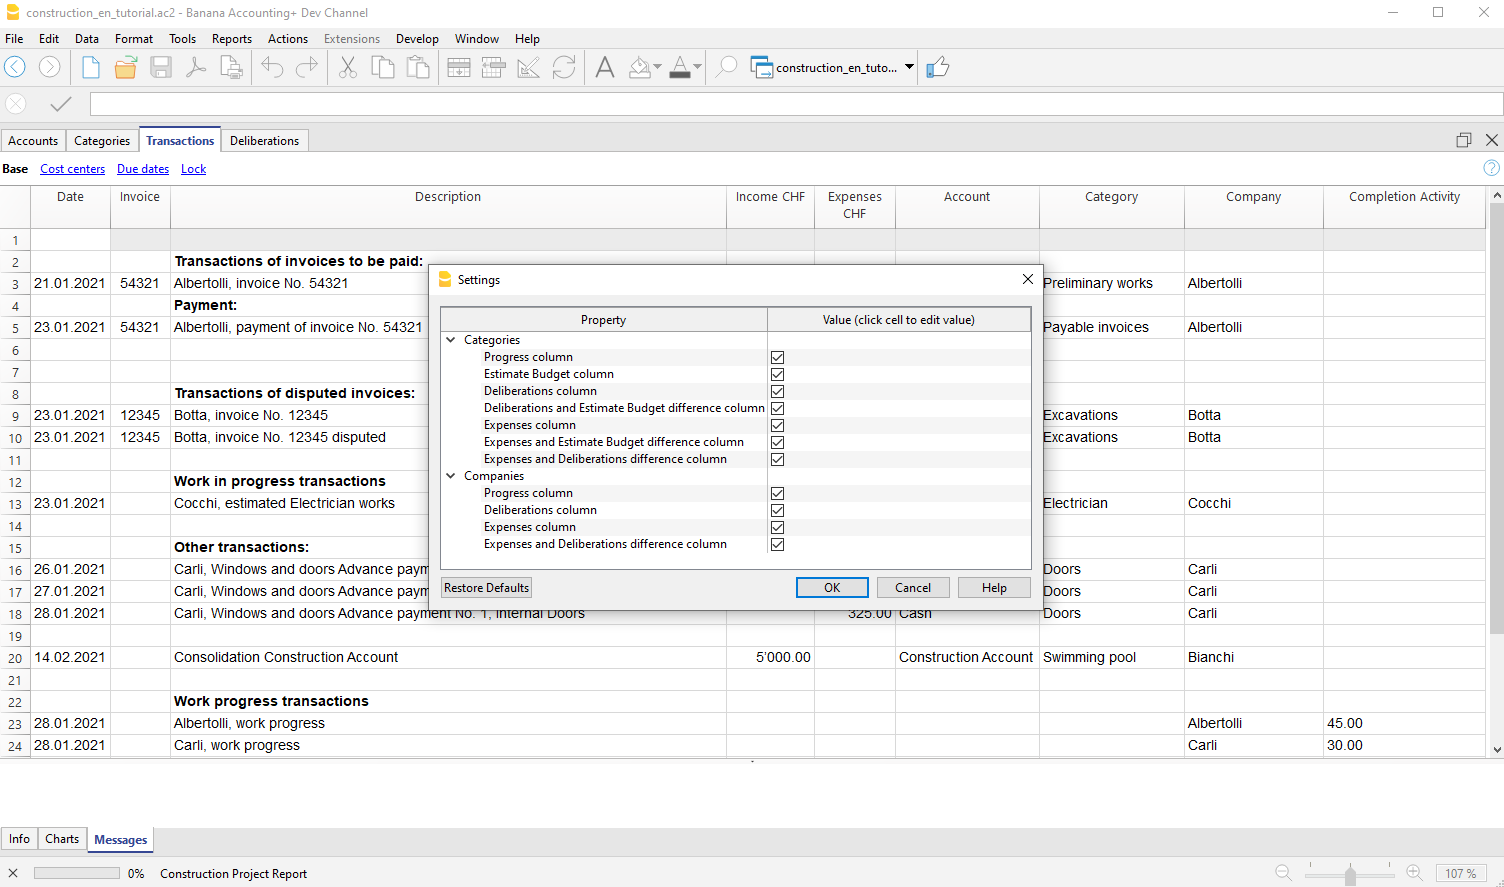 construction_en_tutorial.ac2 - Banana Accounting+ Dev Channel
File Edit Data Format Tools Reports Actions Extensions Develop Window Help
construction_en_tuto...
Accounts Categories Transactions Deliberations
Base Cost centers Due dates Lock
Date Invoice Description Income CHF Expenses CHF Account Category Company Completion Activity
1
2 Transactions of invoices to be paid:
3 21.01.2021 54321 Albertolli, invoice No. 54321 Preliminary works Albertolli
4 Payment:
5 23.01.2021 54321 Albertolli, payment of invoice No. 54321 Payable invoices Albertolli
6
7
8 Transactions of disputed invoices:
9 23.01.2021 12345 Botta, invoice No. 12345 Excavations Botta
10 23.01.2021 12345 Botta, invoice No. 12345 disputed Excavations Botta
11
12 Work in progress transactions
13 23.01.2021 Cocchi, estimated Electrician works Electrician Cocchi
14
15 Other transactions:
16 26.01.2021 Carli, Windows and doors Advance paym Doors Carli
17 27.01.2021 Carli, Windows and doors Advance paym Doors Carli
18 28.01.2021 Carli, Windows and doors Advance payment No. 1, Internal Doors 325.00 Cash Doors Carli
19
20 14.02.2021 Consolidation Construction Account 5'000.00 Construction Account Swimming pool Bianchi
21
22 Work progress transactions
23 28.01.2021 Albertolli, work progress Albertolli 45.00
24 28.01.2021 Carli, work progress Carli 30.00
Settings
Property Value (click cell to edit value)
Categories
Progress column
Estimate Budget column
Deliberations column
Deliberations and Estimate Budget difference column
Expenses column
Expenses and Estimate Budget difference column
Expenses and Deliberations difference column
Companies
Progress column
Deliberations column
Expenses column
Expenses and Deliberations difference column
Restore Defaults OK Cancel Help
Info Charts Messages
0% Construction Project Report 107 %